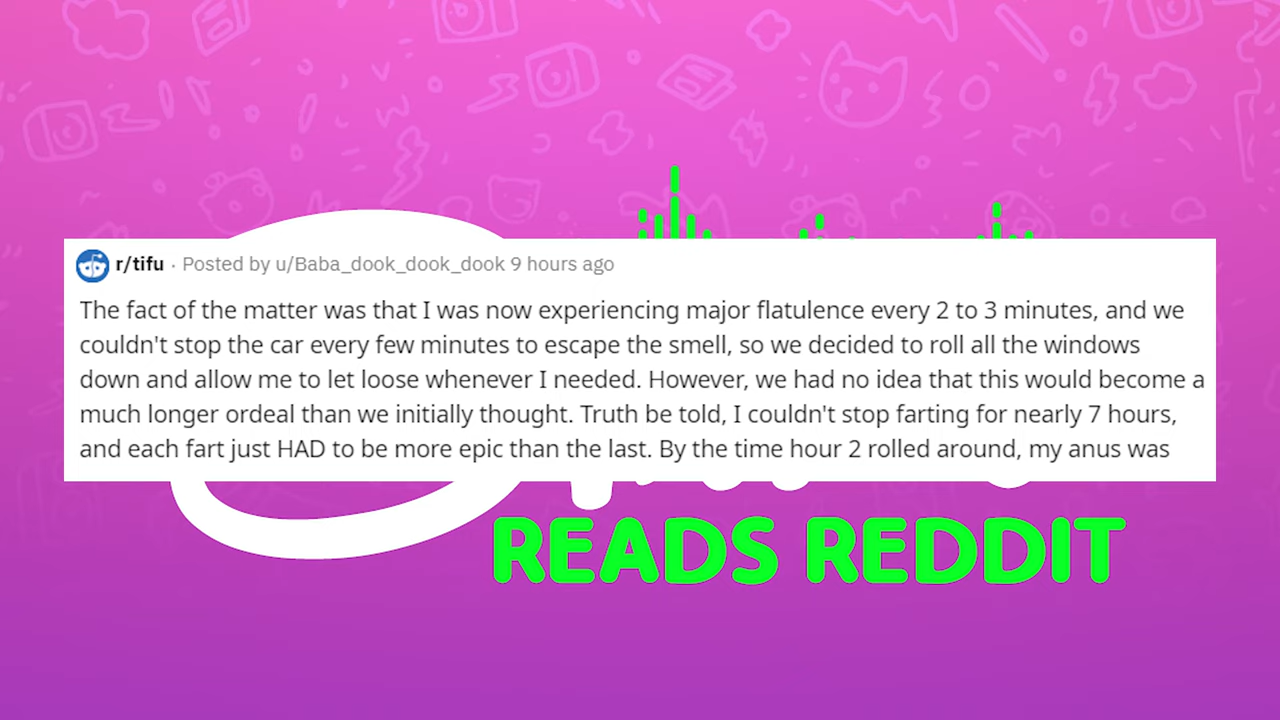 r/tifu · Posted by u/Baba_dook_dook_dook 9 hours ago
The fact of the matter was that I was now experiencing major flatulence every 2 to 3 minutes, and we
couldn't stop the car every few minutes to escape the smell, so we decided to roll all the windows
down and allow me to let loose whenever I needed. However, we had no idea that this would become a
much longer ordeal than we initially thought. Truth be told, I couldn't stop farting for nearly 7 hours,
and each fart just HAD to be more epic than the last. By the time hour 2 rolled around, my anus was
READS REDDIT